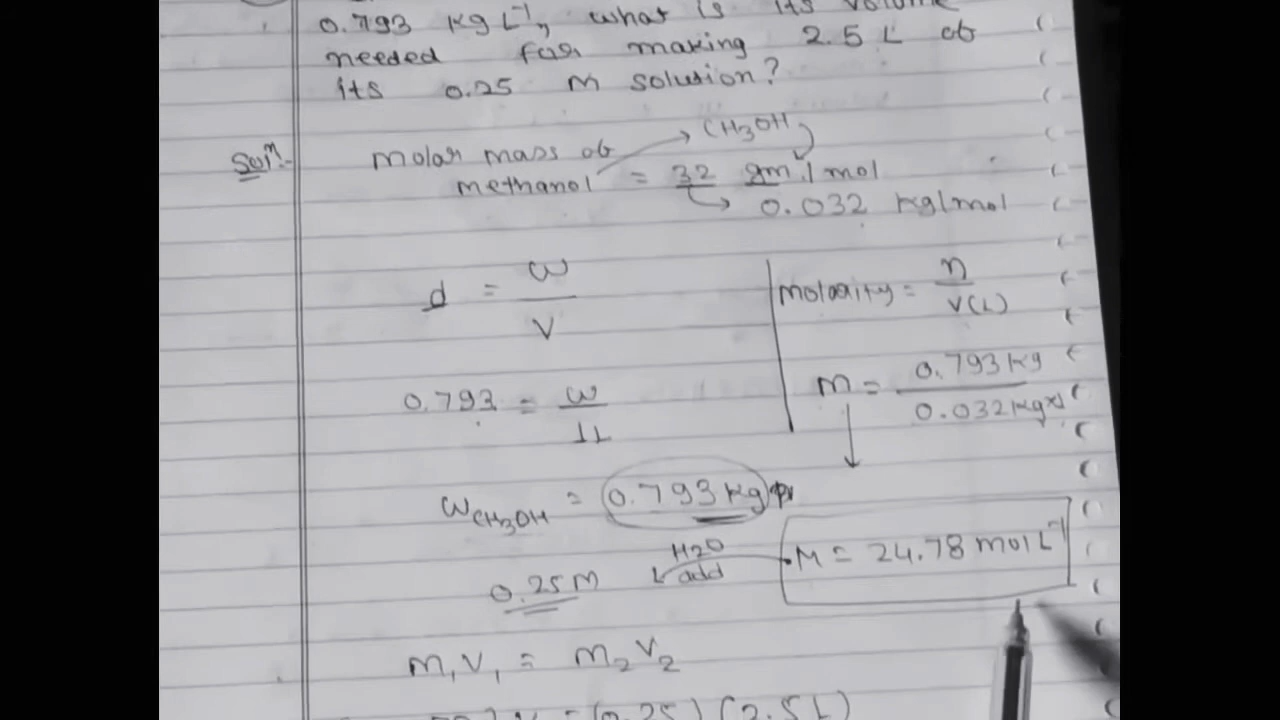 0.793 kg L⁻¹, what is its volume
needed for making 2.5 L of
its 0.25 M solution?
Solⁿ:-
Molar mass of CH3OH
methanol = 32 gm/mol
0.032 kg/mol
d = w/V
molarity = n/V(L)
0.793 = w/1L
M = 0.793 kg/0.032 kg×1
wCH3OH = 0.793 kg
H2O
add
M = 24.78 mol L⁻¹
0.25 M
M₁V₁ = M₂V₂
= (0.25) (2.5 L)